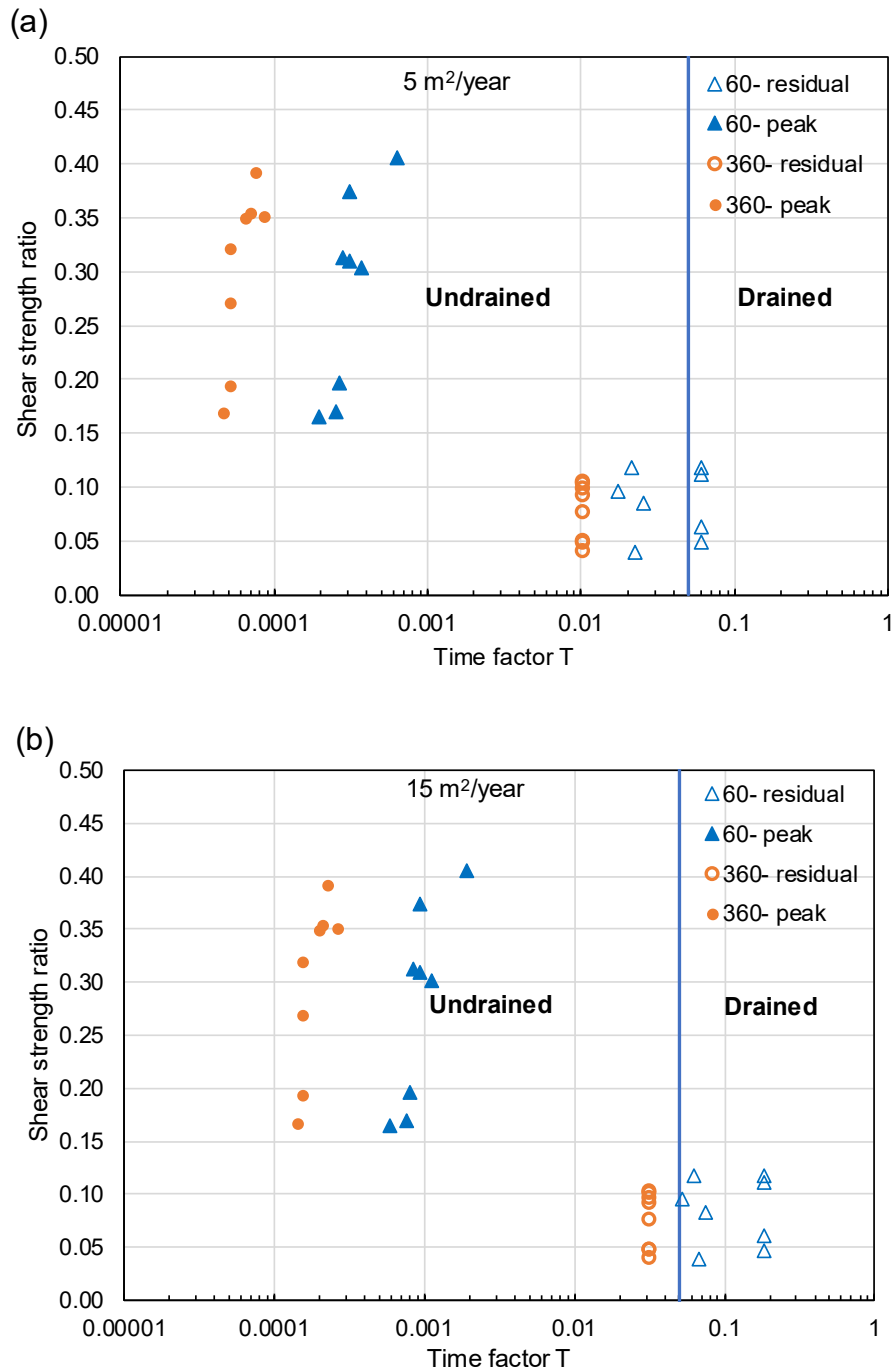 (a)
5 m²/year
0.50
0.45
0.40
0.35
0.30
0.25
0.20
0.15
0.10
0.05
0.00
Shear strength ratio
60- residual
60- peak
360- residual
360- peak
Undrained
Drained
0.00001
0.0001
0.001
0.01
0.1
1
Time factor T
(b)
15 m²/year
0.50
0.45
0.40
0.35
0.30
0.25
0.20
0.15
0.10
0.05
0.00
Shear strength ratio
60- residual
60- peak
360- residual
360- peak
Undrained
Drained
0.00001
0.0001
0.001
0.01
0.1
1
Time factor T